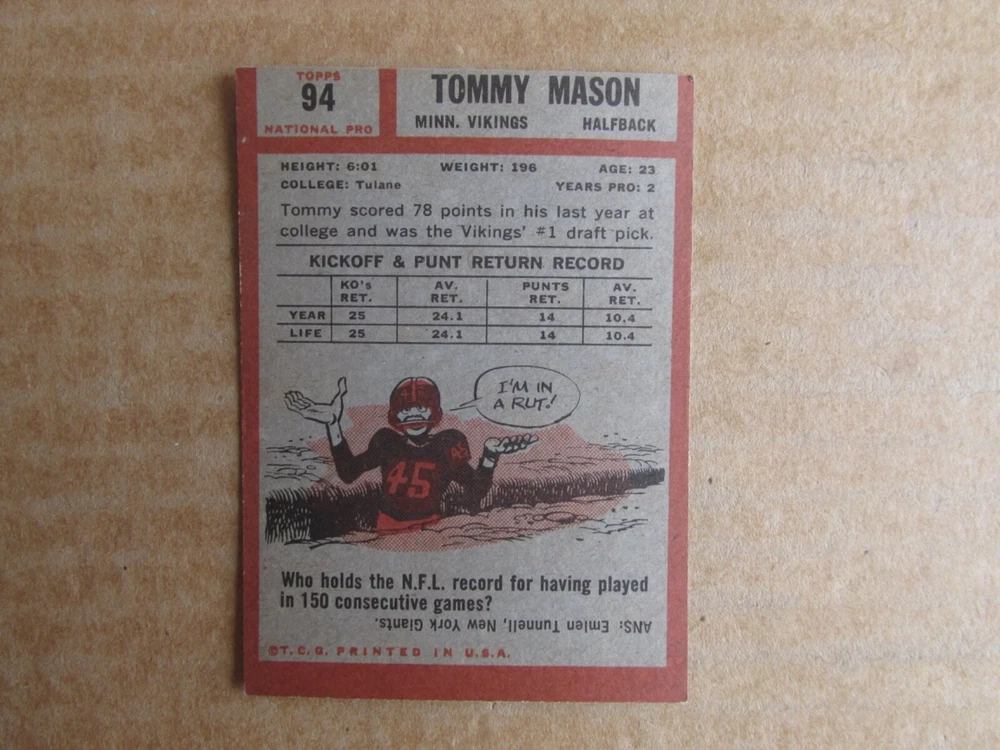 TOPPS
94
NATIONAL PRO
TOMMY MASON
MINN. VIKINGS HALFBACK
HEIGHT: 6:01 WEIGHT: 196 AGE: 23
COLLEGE: Tulane YEARS PRO: 2
Tommy scored 78 points in his last year at
college and was the Vikings' #1 draft pick.
KICKOFF & PUNT RETURN RECORD
KO's AV. PUNTS AV.
RET. RET. RET. RET.
YEAR 25 24.1 14 10.4
LIFE 25 24.1 14 10.4
I'M IN
A RUT!
45
45
45
Who holds the N.F.L. record for having played
in 150 consecutive games?
ANS: Emlen Tunnell, New York Giants.
©T.C.G. PRINTED IN U.S.A.